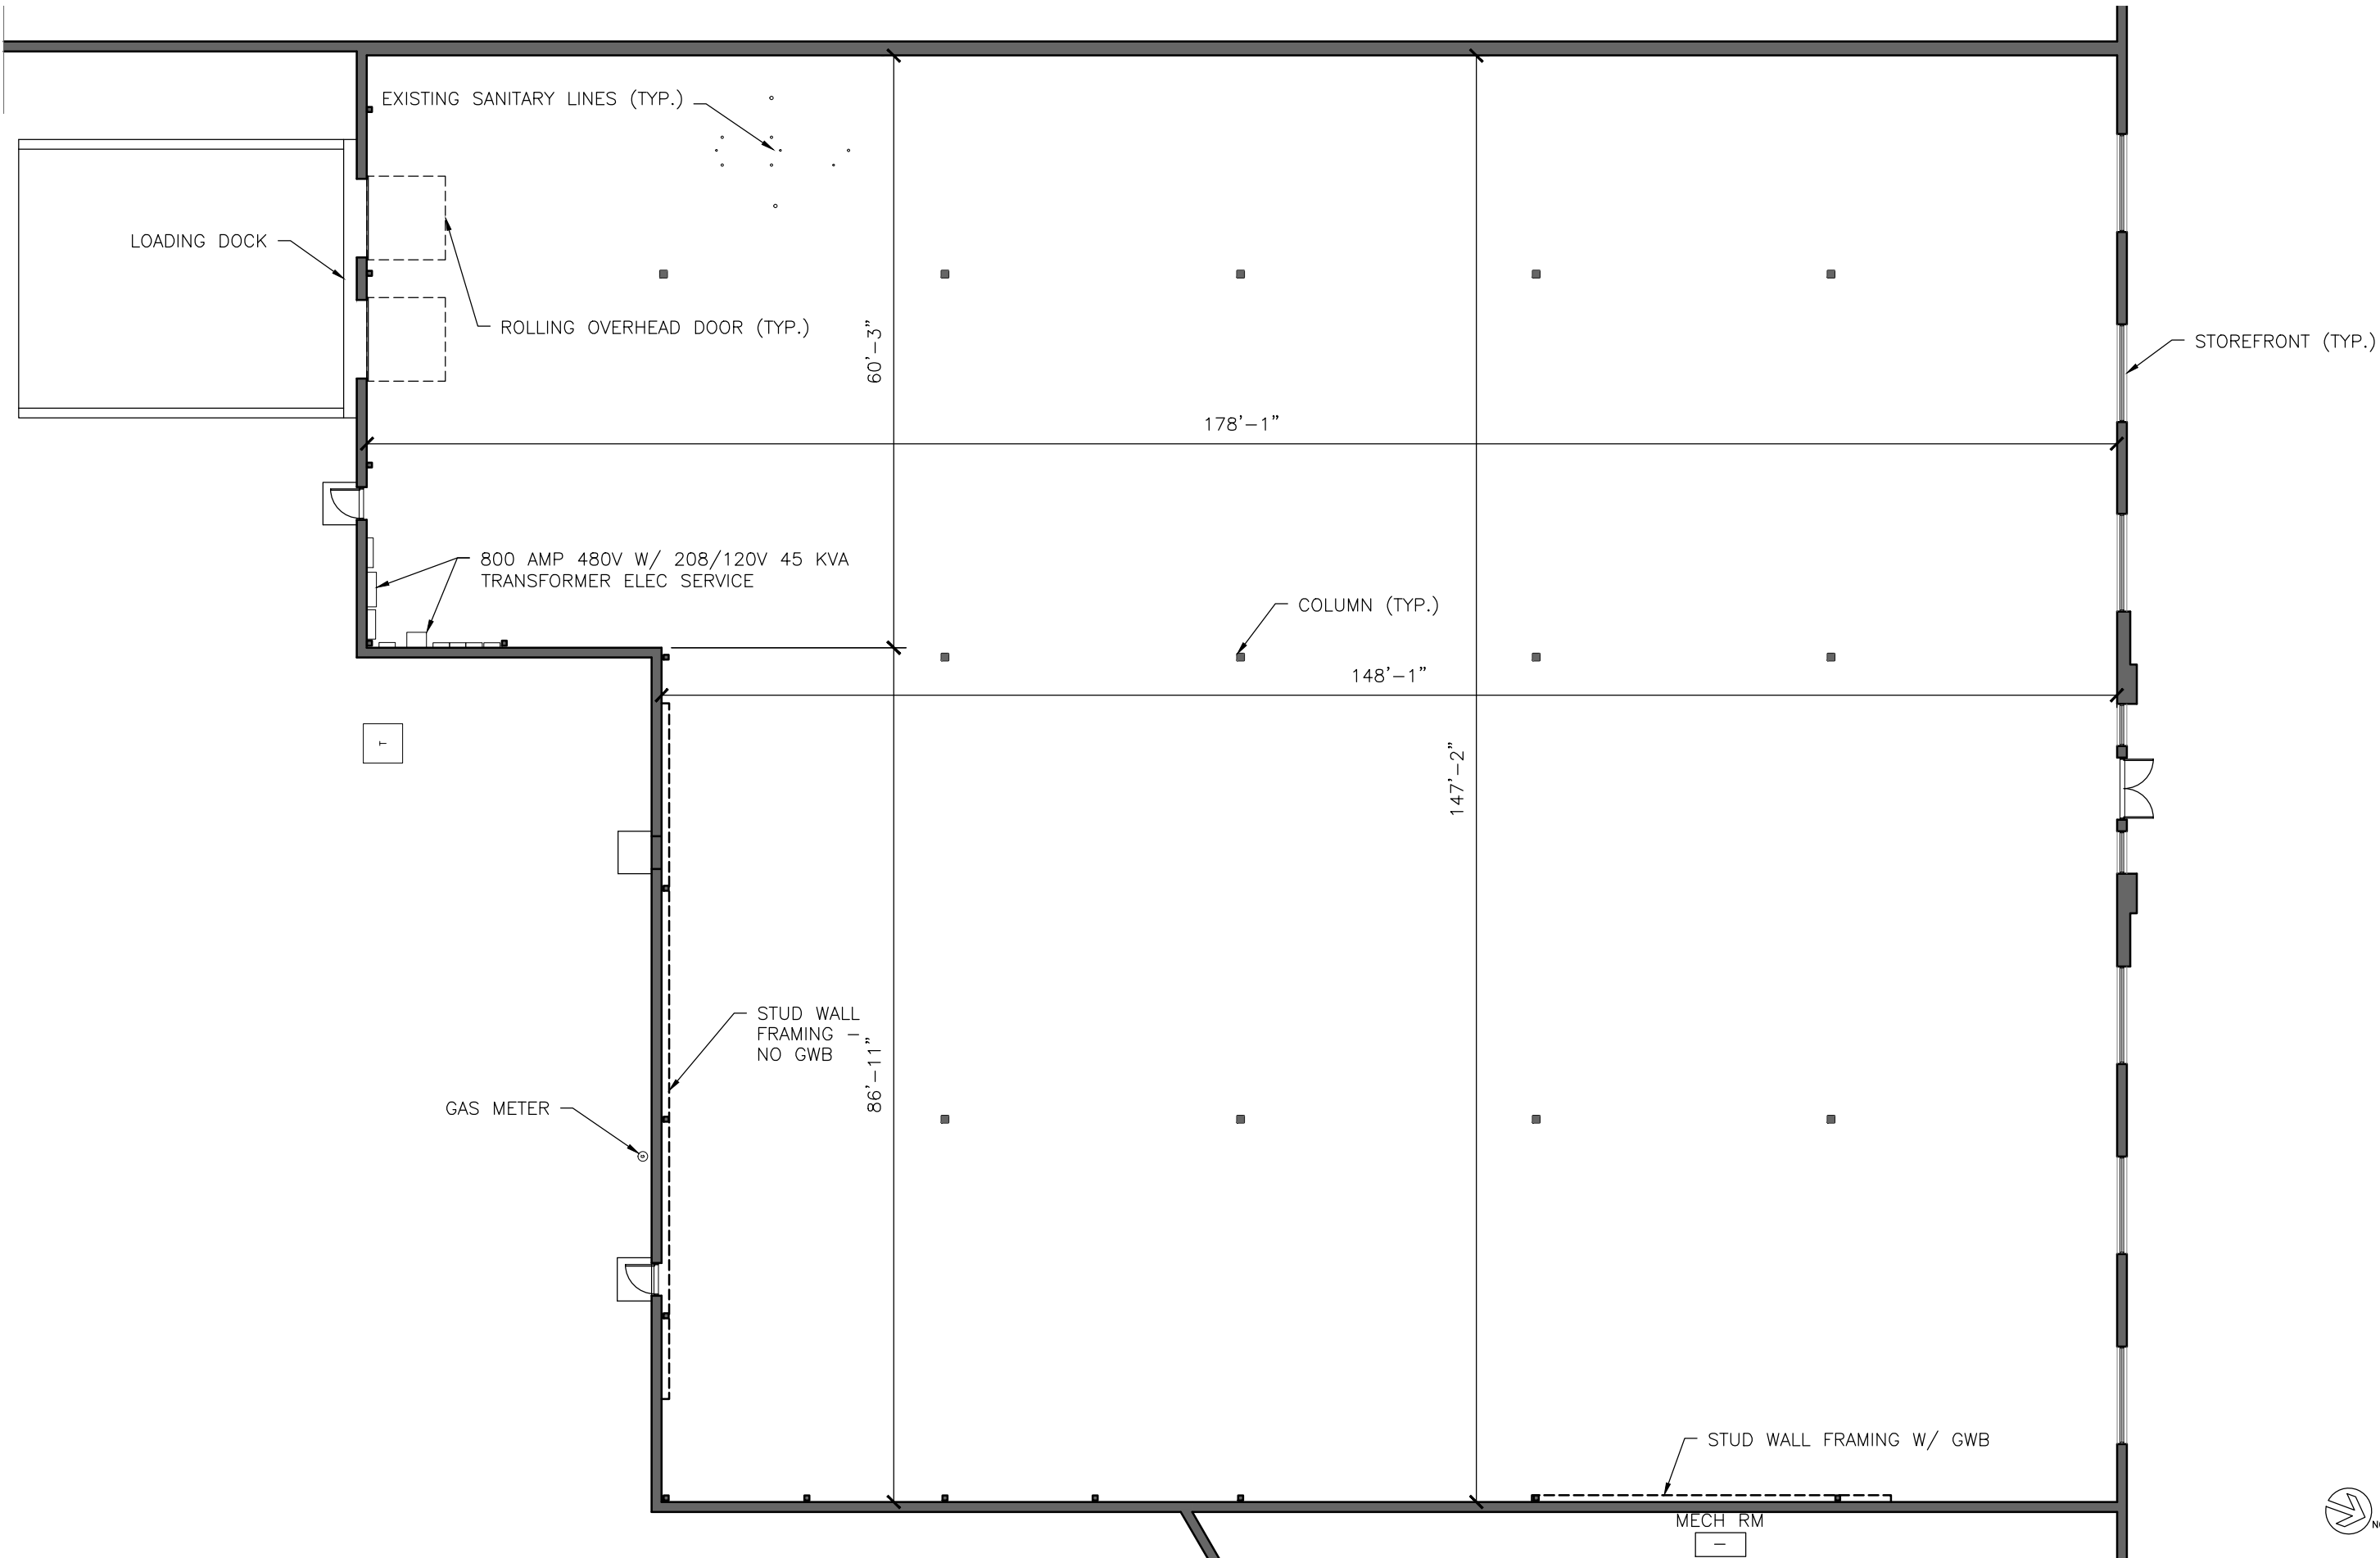 EXISTING SANITARY LINES (TYP.)
LOADING DOCK
ROLLING OVERHEAD DOOR (TYP.)
60'-3"
STOREFRONT (TYP.)
178'-1"
800 AMP 480V W/ 208/120V 45 KVA
TRANSFORMER ELEC SERVICE
COLUMN (TYP.)
148'-1"
T
147'-2"
STUD WALL
FRAMING -
NO GWB
86'-11"
GAS METER
G
STUD WALL FRAMING W/ GWB
MECH RM